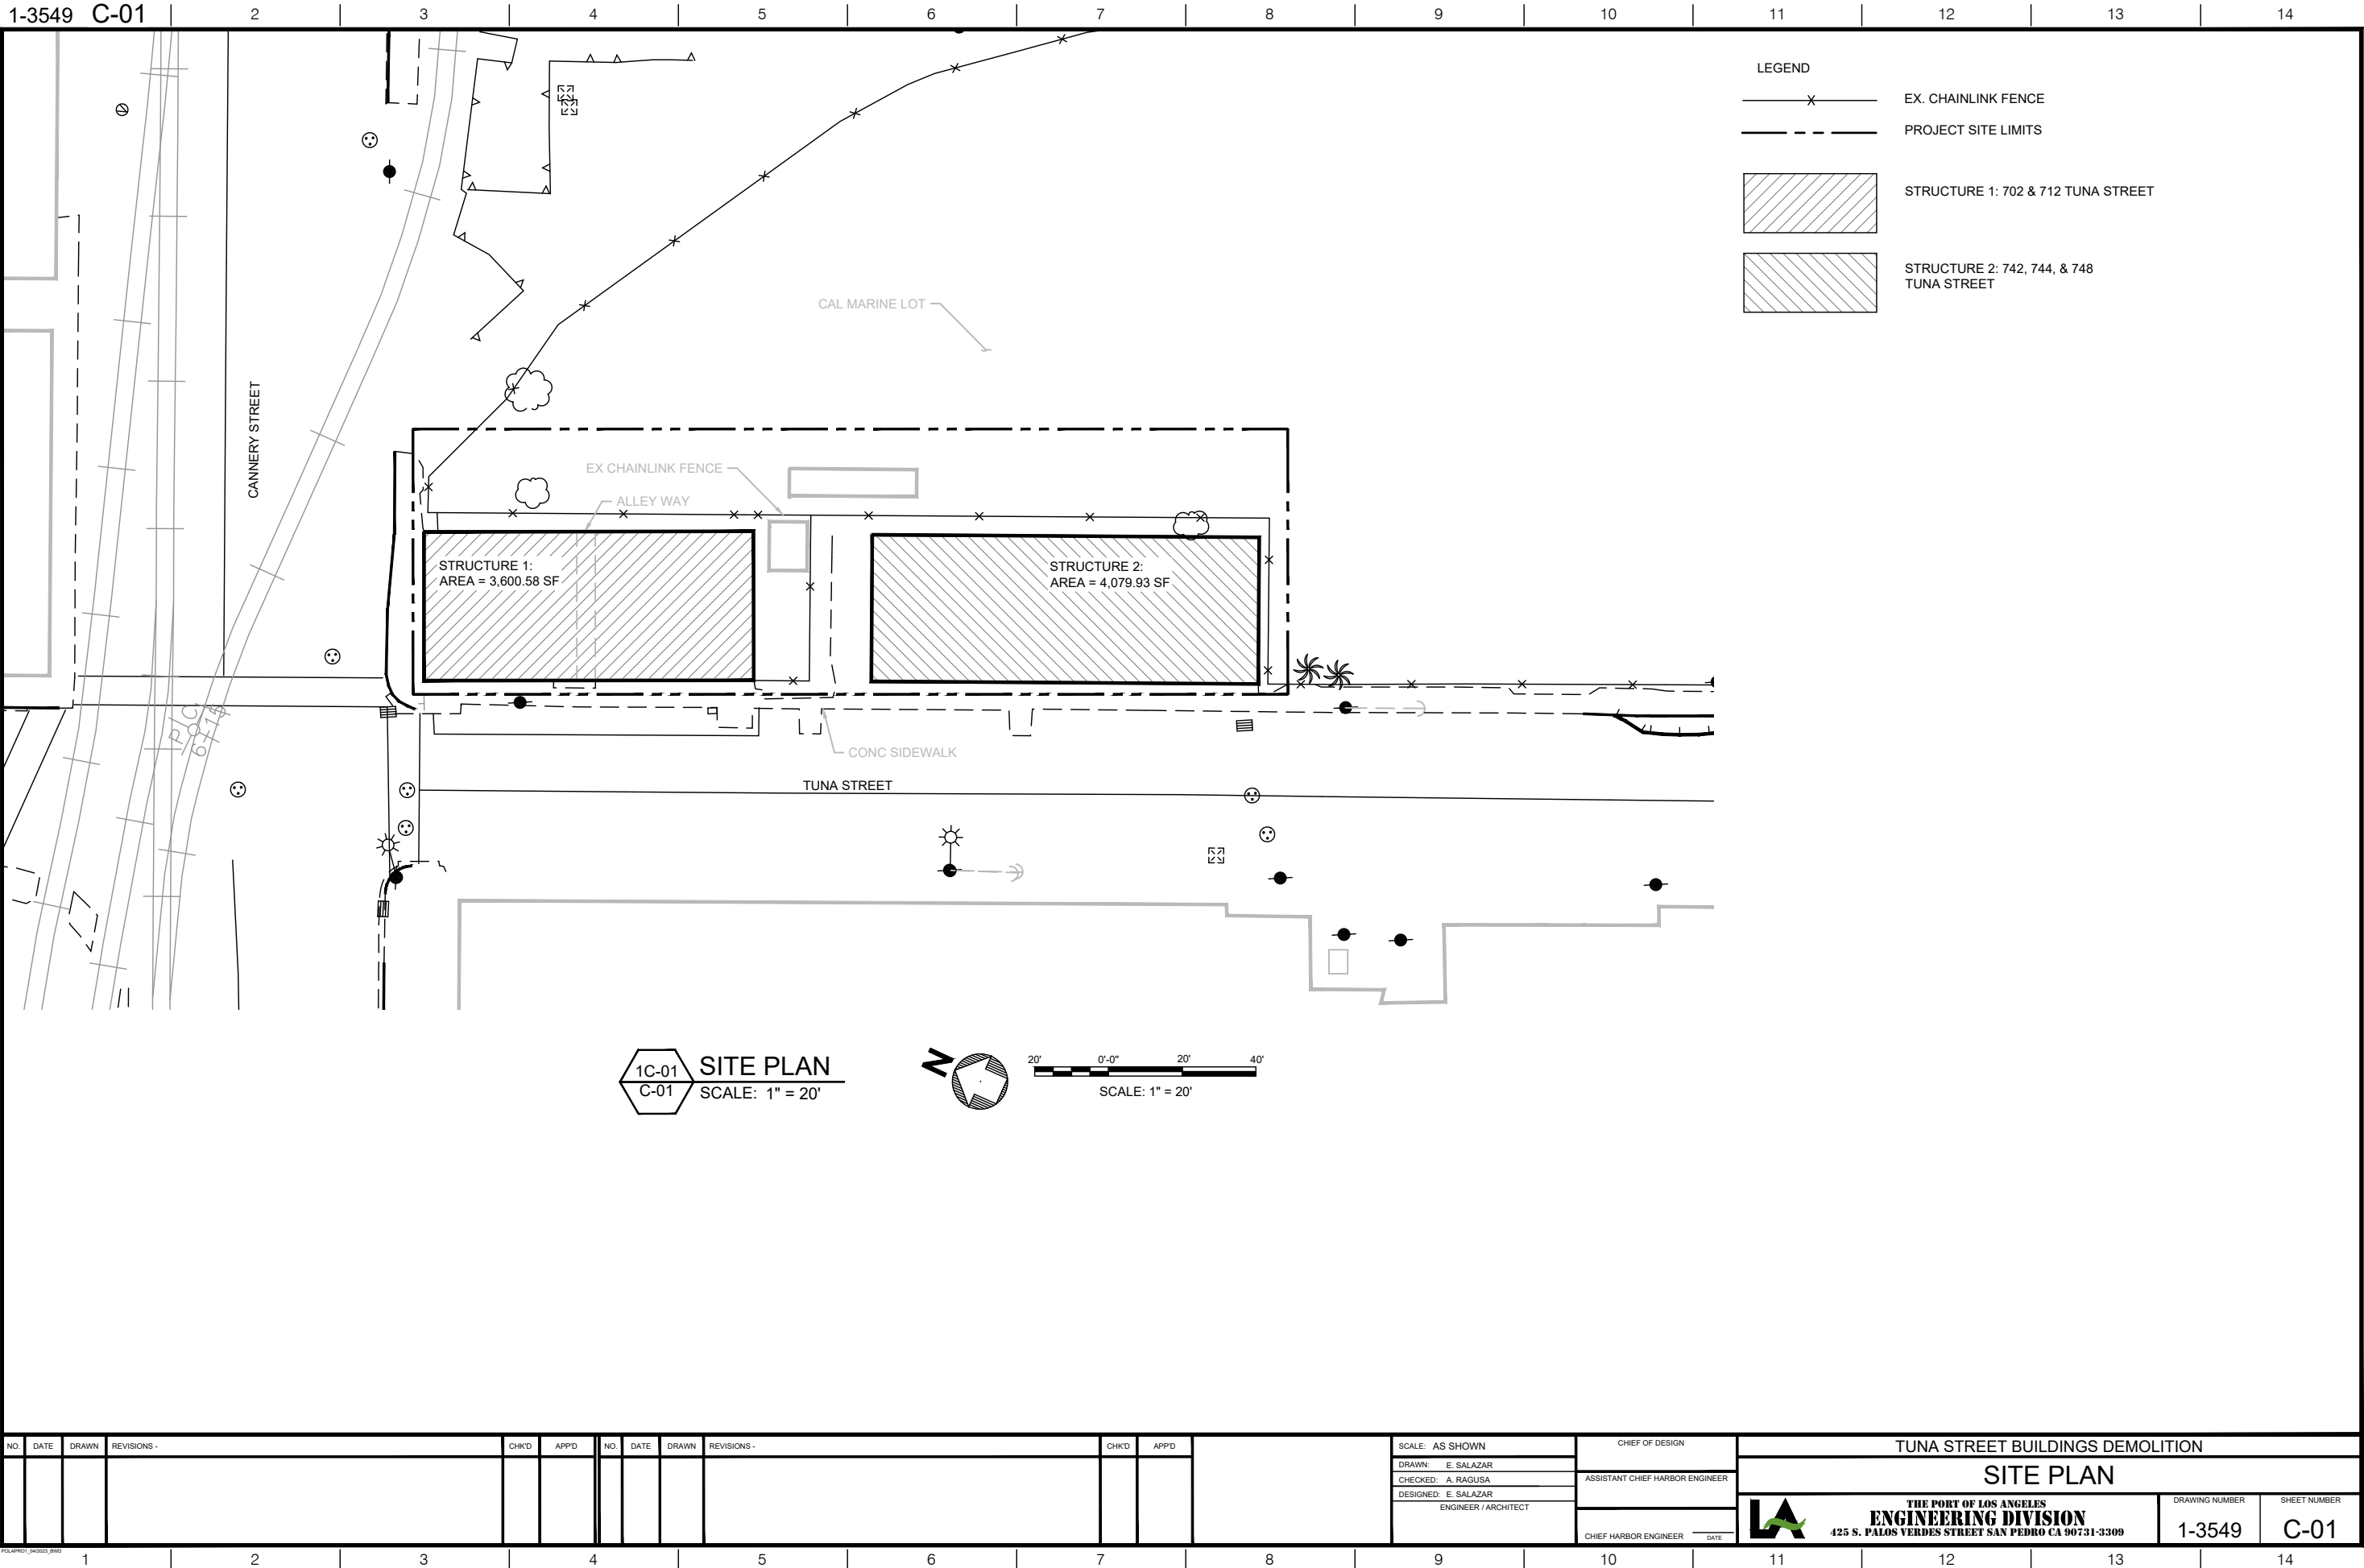 1-3549 C-01
2 3 4 5 6 7 8 9 10 11 12 13 14
LEGEND
EX. CHAINLINK FENCE
PROJECT SITE LIMITS
STRUCTURE 1: 702 & 712 TUNA STREET
STRUCTURE 2: 742, 744, & 748
TUNA STREET
CAL MARINE LOT
CANNERY STREET
EX CHAINLINK FENCE
ALLEY WAY
STRUCTURE 1:
AREA = 3,600.58 SF
STRUCTURE 2:
AREA = 4,079.93 SF
CONC SIDEWALK
TUNA STREET
1C-01
C-01
SITE PLAN
SCALE: 1" = 20'
N
20' 0'-0" 20' 40'
SCALE: 1" = 20'
NO. DATE DRAWN REVISIONS - CHK'D APP'D NO. DATE DRAWN REVISIONS - CHK'D APP'D
SCALE: AS SHOWN
DRAWN: E. SALAZAR
CHECKED: A. RAGUSA
DESIGNED: E. SALAZAR
ENGINEER / ARCHITECT
CHIEF OF DESIGN
ASSISTANT CHIEF HARBOR ENGINEER
CHIEF HARBOR ENGINEER
DATE
TUNA STREET BUILDINGS DEMOLITION
SITE PLAN
LA
THE PORT OF LOS ANGELES
ENGINEERING DIVISION
425 S. PALOS VERDES STREET SAN PEDRO CA 90731-3309
DRAWING NUMBER
1-3549
SHEET NUMBER
C-01
POLAPRO1_04/2023_BWD
1 2 3 4 5 6 7 8 9 10 11 12 13 14